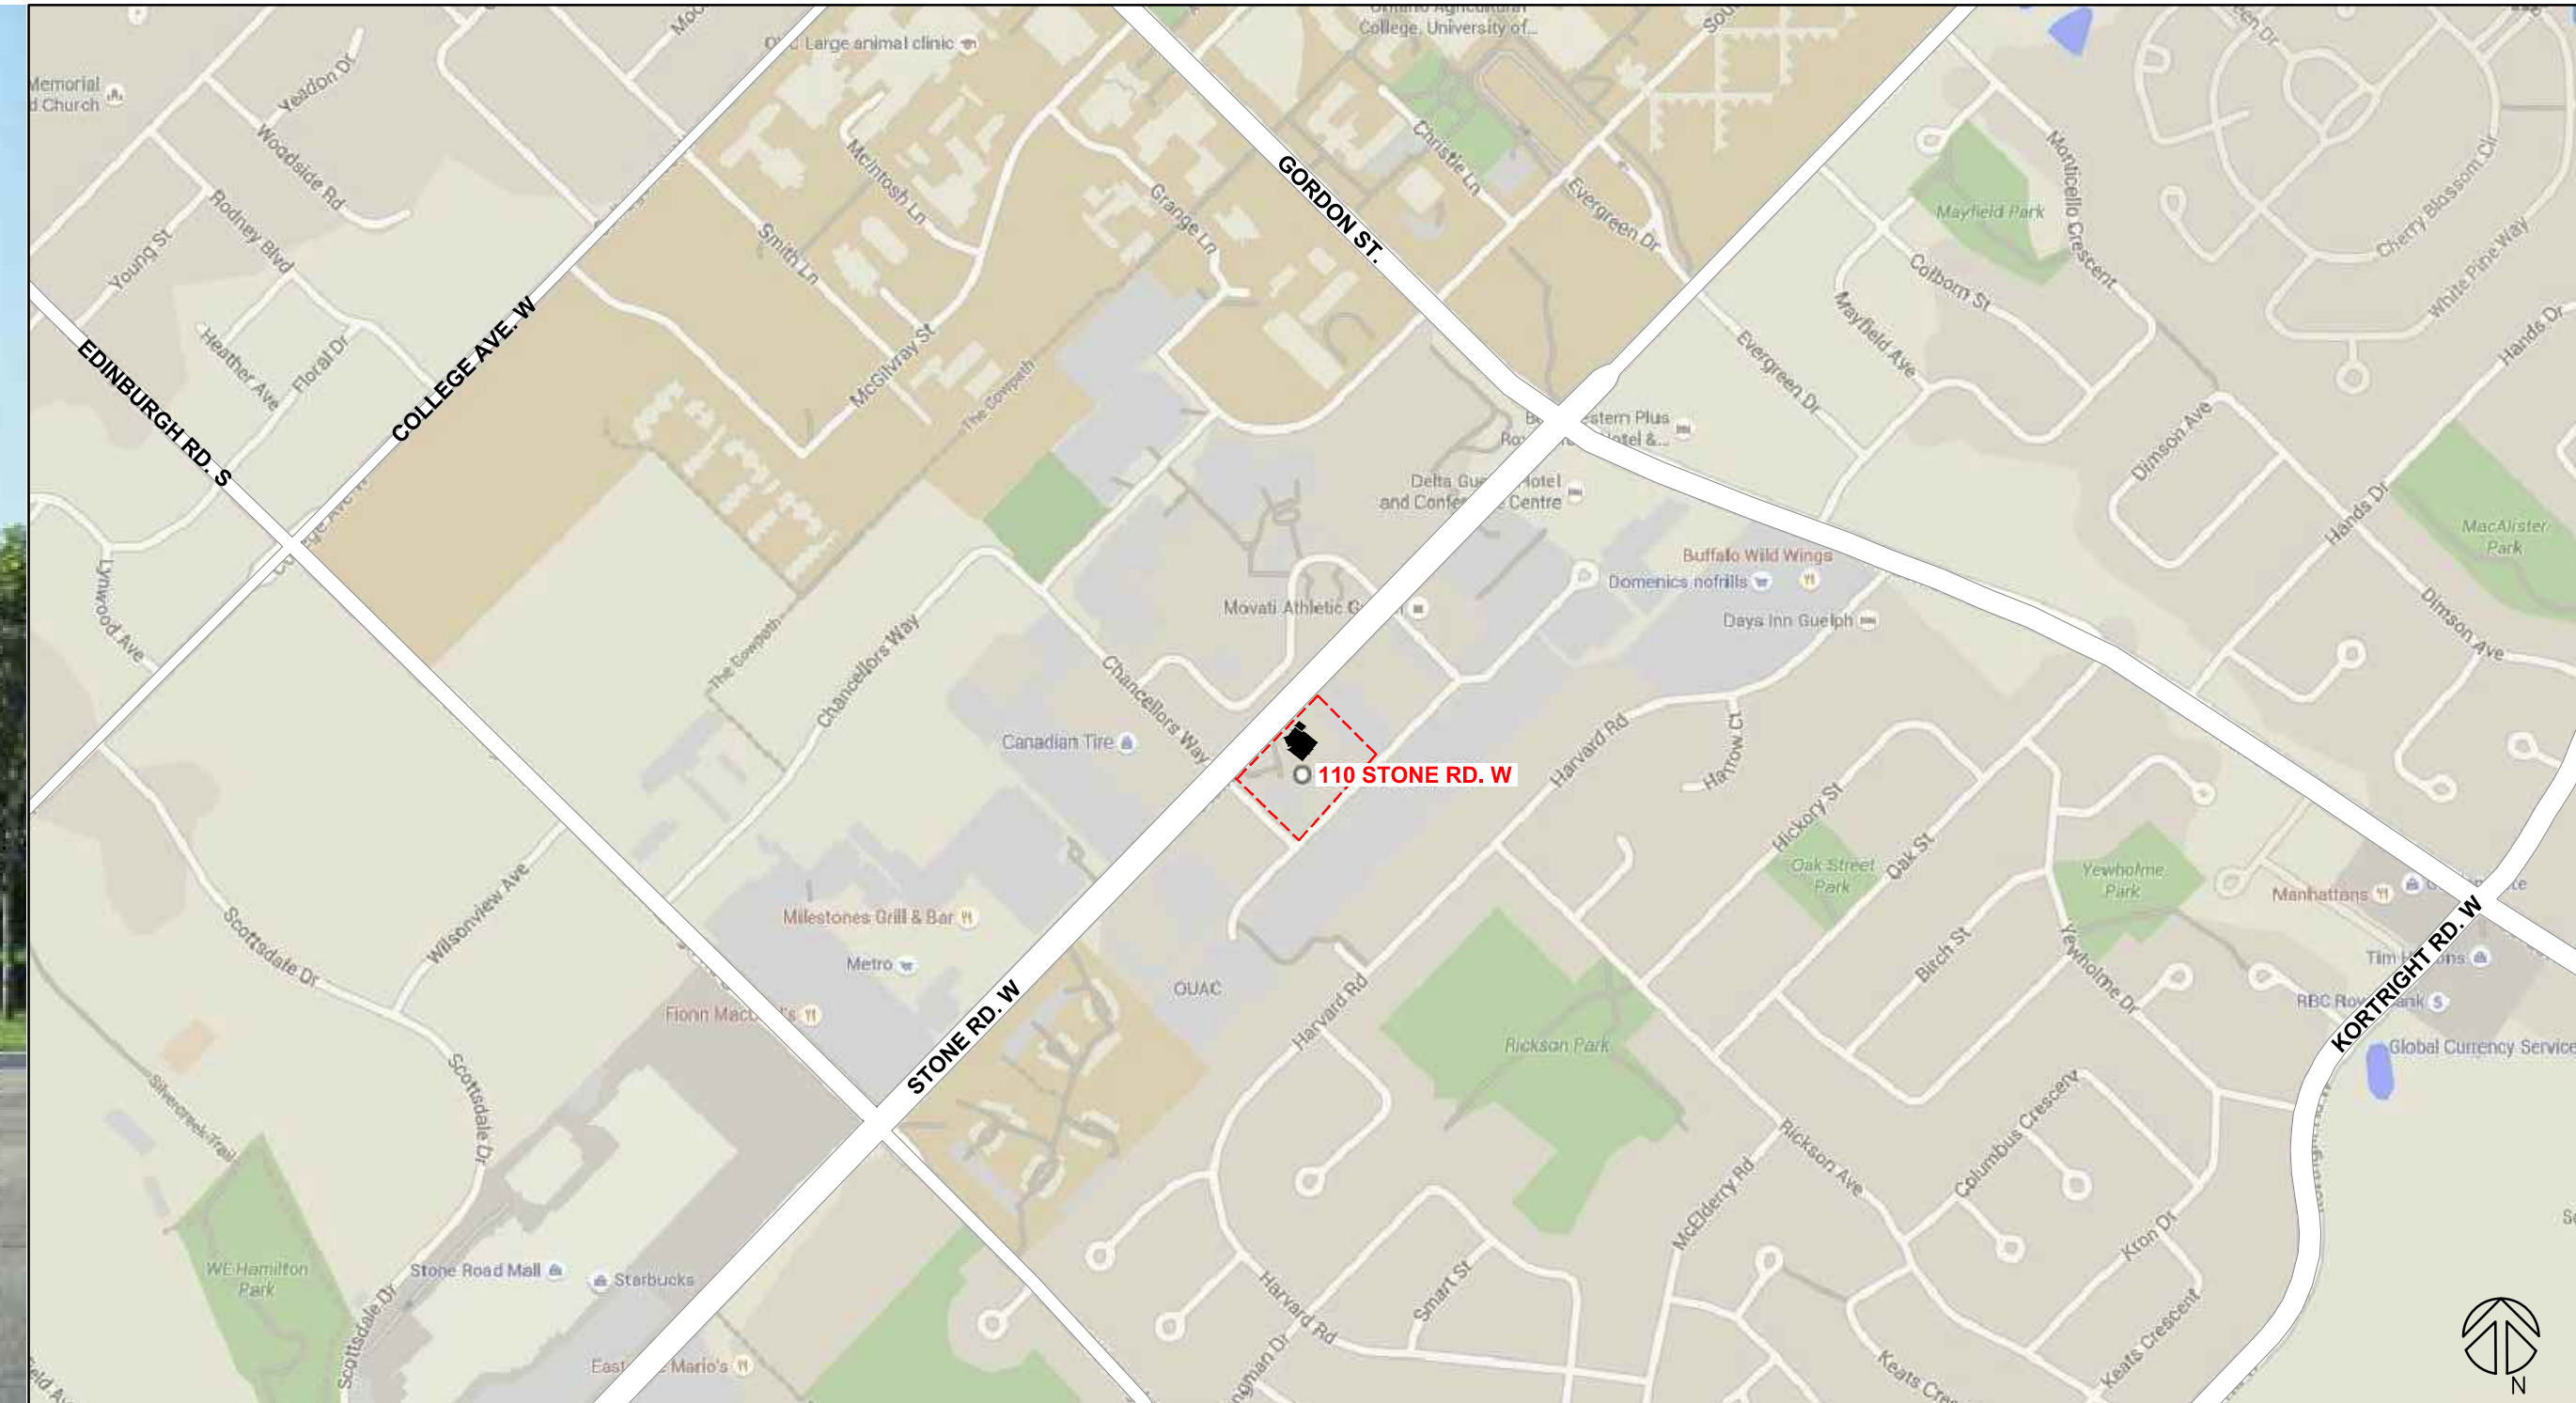 OVC Large animal clinic
College, University of...
Memorial
d Church
Yeadon Dr
Woodside Rd
Rodney Blvd
Young St
Heather Ave
Floral Dr
EDINBURGH RD. S
COLLEGE AVE. W
McIntosh Ln
Smith Ln
McGilvray St
Grange Ln
The Cowpath
GORDON ST.
Christie Ln
Evergreen Dr
Mayfield Park
Monticello Crescent
Colborn St
Mayfield Ave
Evergreen Dr
Cherry Blossom Cir
White Pine Way
Hands Dr
Dimson Ave
Hands Dr
MacAlister
Park
Dimson Ave
Lynwood Ave
The Cowpath
Chancellors Way
Chancellors Way
Movati Athletic
Delta
and
Centre
Buffalo Wild Wings
Domenics nofrills
Days Inn Guelph
Canadian Tire
110 STONE RD. W
Harvard Rd
Harrow Ct
Hickory St
Oak St
Oak Street
Park
Yewholme
Park
Birch St
Yewholme Dr
Manhattans
RBC
Global Currency Service
KORTRIGHT RD. W
Scottsdale Dr
Wilsonview Ave
Milestones Grill & Bar
Metro
Fionn
OUAC
STONE RD. W
Harvard Rd
Rickson Park
Scottsdale Dr
Silvercreek Trail
WE Hamilton
Park
Stone Road Mall
Starbucks
Scottsdale Dr
East
Mario's
Harvard Rd
Smart St
McElderry Rd
Rickson Ave
Columbus Crescent
Kron Dr
Keats Crescent
N